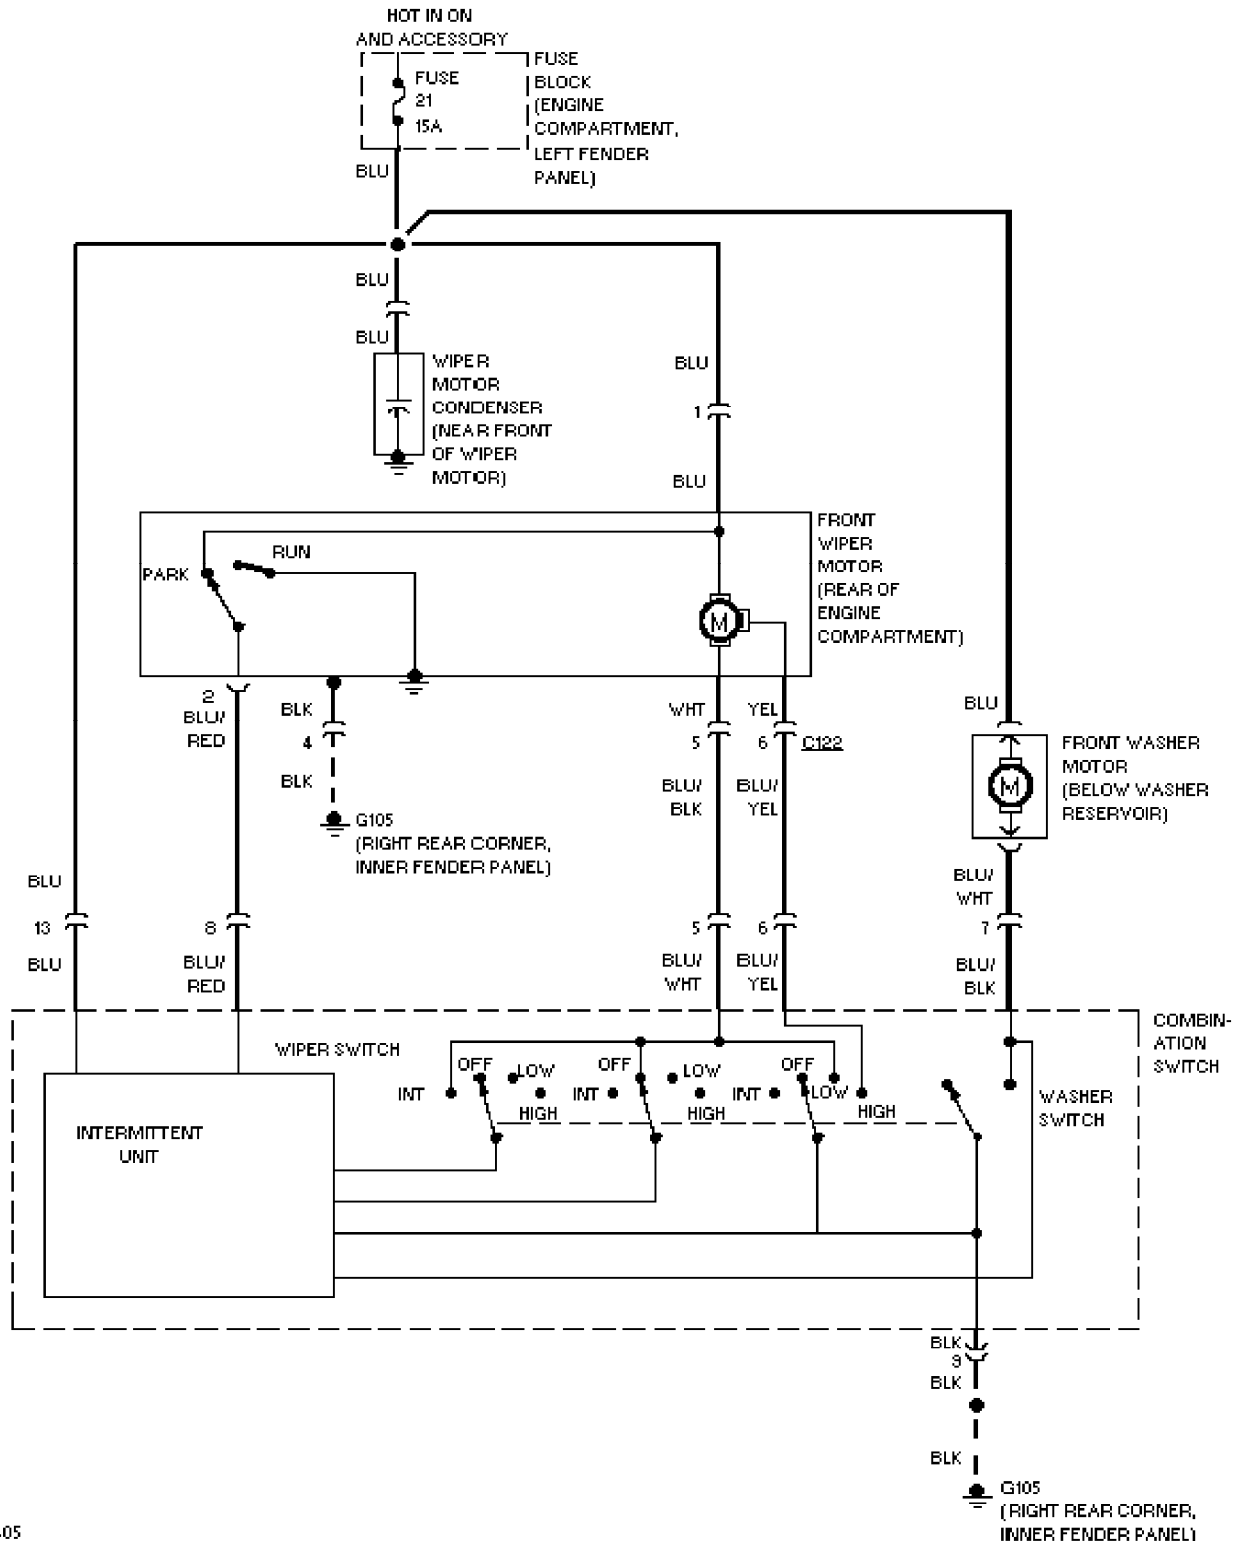 HOT IN ON
AND ACCESSORY
FUSE
21
15A
FUSE
BLOCK
(ENGINE
COMPARTMENT,
LEFT FENDER
PANEL)
BLU
BLU
BLU
WIPER
MOTOR
CONDENSER
(NEAR FRONT
OF WIPER
MOTOR)
BLU
1
BLU
FRONT
WIPER
MOTOR
(REAR OF
ENGINE
COMPARTMENT)
PARK
RUN
M
2
BLU/
RED
BLK
4
BLK
G105
(RIGHT REAR CORNER,
INNER FENDER PANEL)
WHT
YEL
5
6
C122
BLU/
BLK
BLU/
YEL
BLU
M
FRONT WASHER
MOTOR
(BELOW WASHER
RESERVOIR)
BLU/
WHT
BLU
13
8
5
6
7
BLU
BLU/
RED
BLU/
WHT
BLU/
YEL
BLU/
BLK
COMBIN-
ATION
SWITCH
WIPER SWITCH
OFF
LOW
INT
HIGH
OFF
LOW
INT
HIGH
OFF
INT
LOW
HIGH
WASHER
SWITCH
INTERMITTENT
UNIT
BLK
9
BLK
BLK
G105
(RIGHT REAR CORNER,
INNER FENDER PANEL)
05